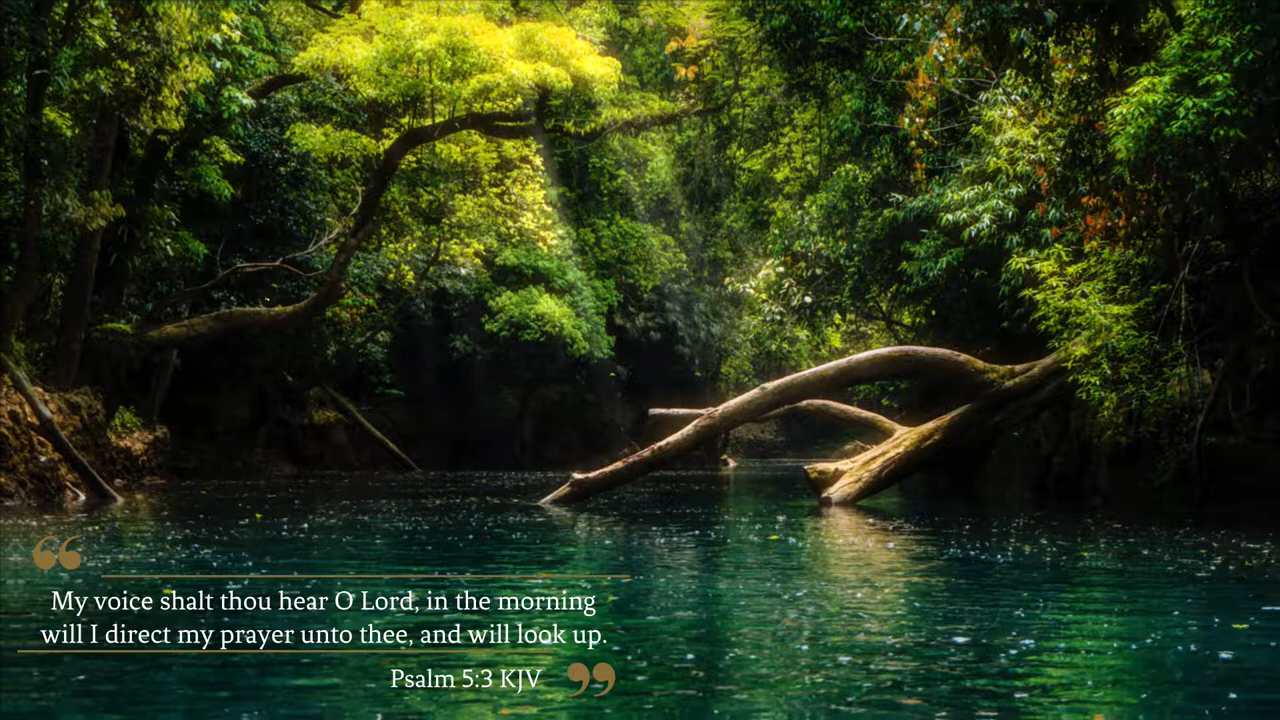 “
My voice shalt thou hear O Lord, in the morning
will I direct my prayer unto thee, and will look up.
Psalm 5:3 KJV ”